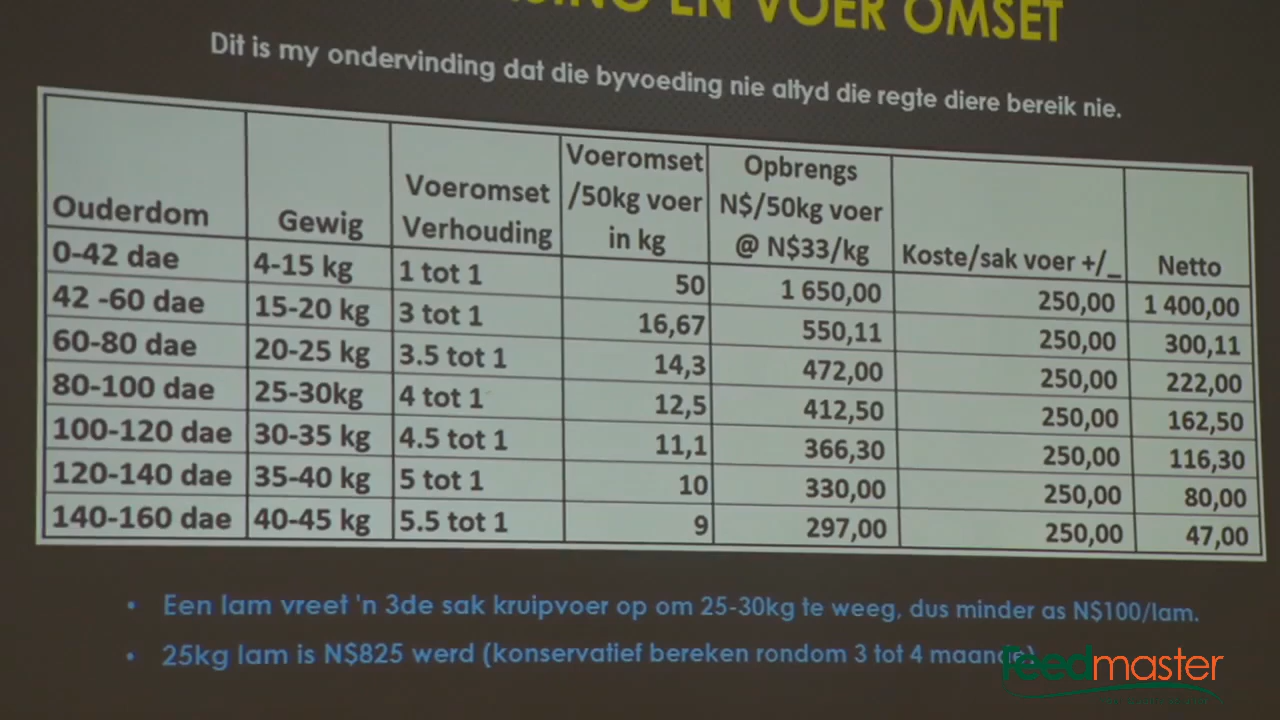 EN VOER OMSET
Dit is my ondervinding dat die byvoeding nie altyd die regte diere bereik nie.
Ouderdom | Gewig | Voeromset Verhouding | Voeromset /50kg voer in kg | Opbrengs N$/50kg voer @ N$33/kg | Koste/sak voer +/_ | Netto
0-42 dae | 4-15 kg | 1 tot 1 | 50 | 1 650,00 | 250,00 | 1 400,00
42 -60 dae | 15-20 kg | 3 tot 1 | 16,67 | 550,11 | 250,00 | 300,11
60-80 dae | 20-25 kg | 3.5 tot 1 | 14,3 | 472,00 | 250,00 | 222,00
80-100 dae | 25-30kg | 4 tot 1 | 12,5 | 412,50 | 250,00 | 162,50
100-120 dae | 30-35 kg | 4.5 tot 1 | 11,1 | 366,30 | 250,00 | 116,30
120-140 dae | 35-40 kg | 5 tot 1 | 10 | 330,00 | 250,00 | 80,00
140-160 dae | 40-45 kg | 5.5 tot 1 | 9 | 297,00 | 250,00 | 47,00
• Een lam vreet 'n 3de sak kruipvoer op om 25-30kg te weeg, dus minder as N$100/lam.
• 25kg lam is N$825 werd (konservatief bereken rondom 3 tot 4 maande)
Feedmaster